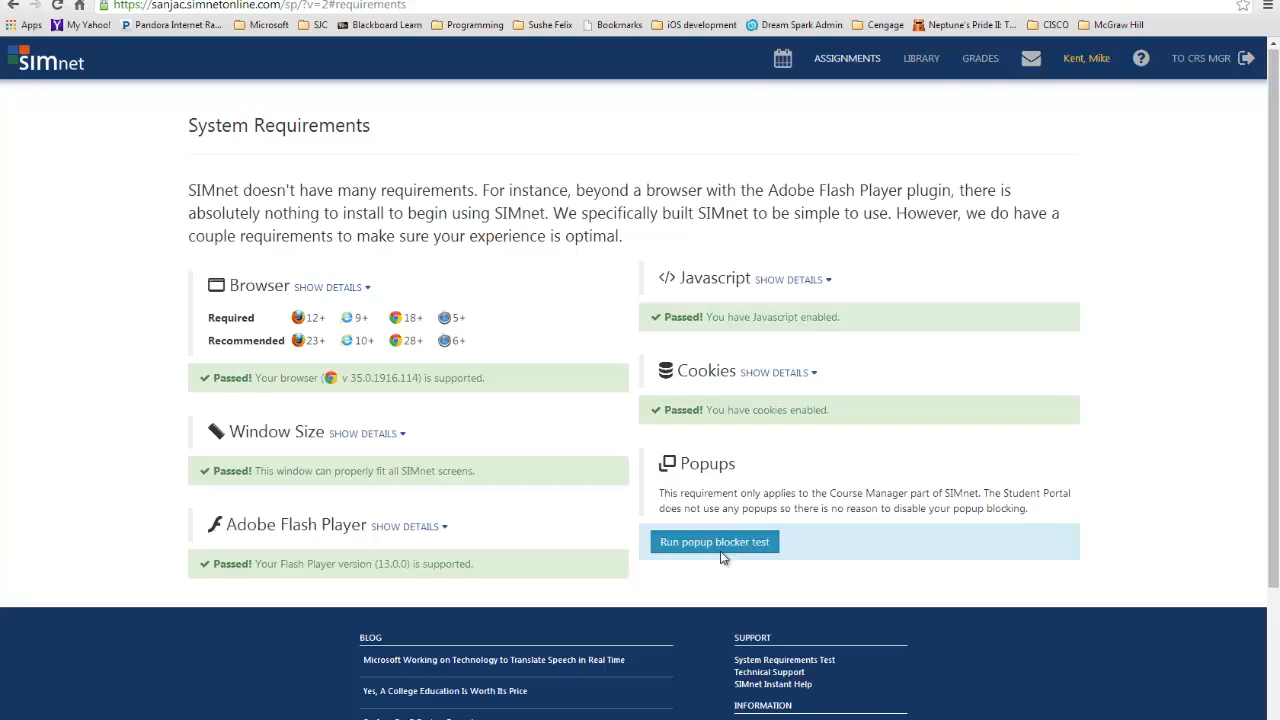 https://sanjac.simnetonline.com/sp/?v=2#requirements
Apps My Yahoo! Pandora Internet Ra... Microsoft SJC Blackboard Learn Programming Sushe Felix Bookmarks iOS development Dream Spark Admin Cengage Neptune's Pride II T... CISCO McGraw Hill
SIMnet ASSIGNMENTS LIBRARY GRADES Kent, Mike TO CRS MGR
System Requirements
SIMnet doesn't have many requirements. For instance, beyond a browser with the Adobe Flash Player plugin, there is
absolutely nothing to install to begin using SIMnet. We specifically built SIMnet to be simple to use. However, we do have a
couple requirements to make sure your experience is optimal.
Browser SHOW DETAILS
Required 12+ 9+ 18+ 5+
Recommended 23+ 10+ 28+ 6+
Passed! Your browser ( v 35.0.1916.114) is supported.
Window Size SHOW DETAILS
Passed! This window can properly fit all SIMnet screens.
Adobe Flash Player SHOW DETAILS
Passed! Your Flash Player version (13.0.0) is supported.
</> Javascript SHOW DETAILS
Passed! You have Javascript enabled.
Cookies SHOW DETAILS
Passed! You have cookies enabled.
Popups
This requirement only applies to the Course Manager part of SIMnet. The Student Portal
does not use any popups so there is no reason to disable your popup blocking.
Run popup blocker test
BLOG
Microsoft Working on Technology to Translate Speech in Real Time
Yes, A College Education Is Worth Its Price
SUPPORT
System Requirements Test
Technical Support
SIMnet Instant Help
INFORMATION